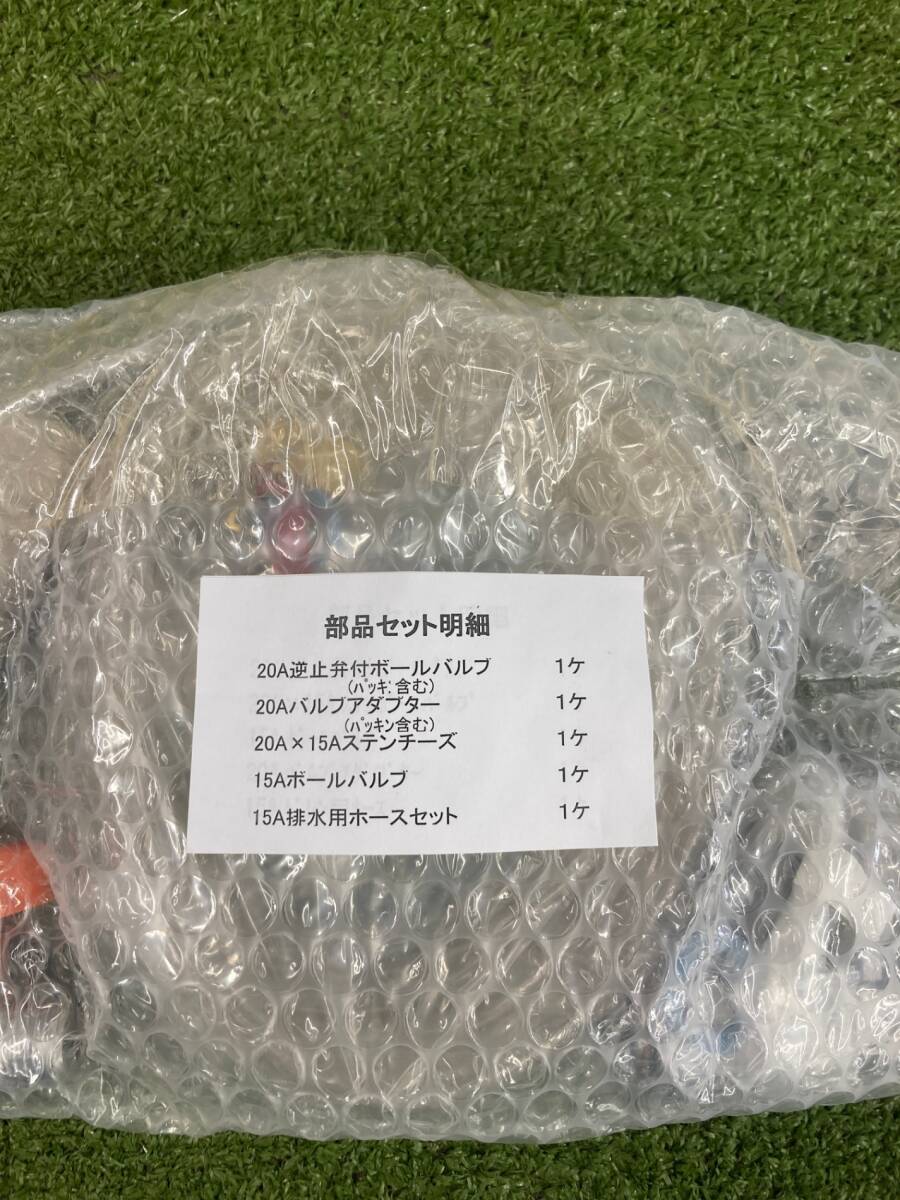 部品セット明細
20A逆止弁付ボールバルブ 1ケ
(ﾊﾟｯｷﾝ含む)
20Aバルブアダプター 1ケ
(ﾊﾟｯｷﾝ含む)
20A×15Aステンチーズ 1ケ
15Aボールバルブ 1ケ
15A排水用ホースセット 1ケ